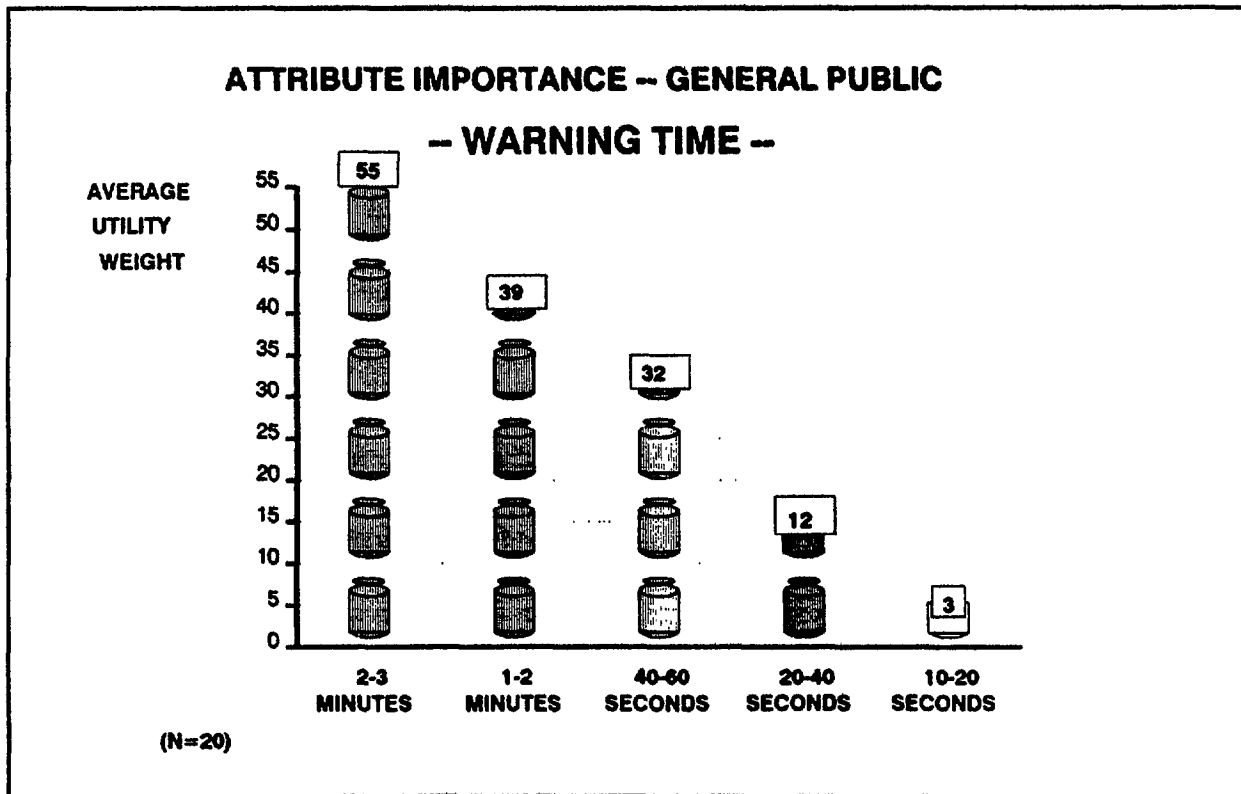 ATTRIBUTE IMPORTANCE -- GENERAL PUBLIC
-- WARNING TIME --
AVERAGE
UTILITY
WEIGHT
55
50
45
40
35
30
25
20
15
10
5
0
55
39
32
12
3
2-3 1-2 40-60 20-40 10-20
MINUTES MINUTES SECONDS SECONDS SECONDS
(N=20)